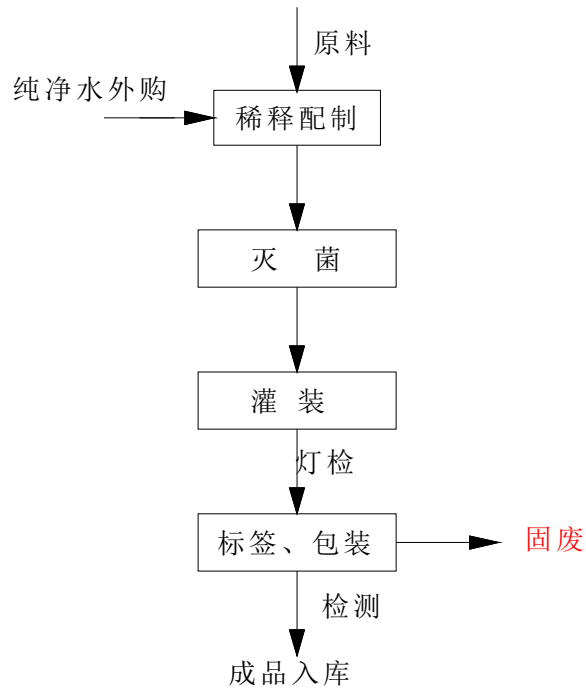 原料
纯净水外购
稀释配制
灭 菌
灌 装
灯检
标签、包装
固废
检测
成品入库